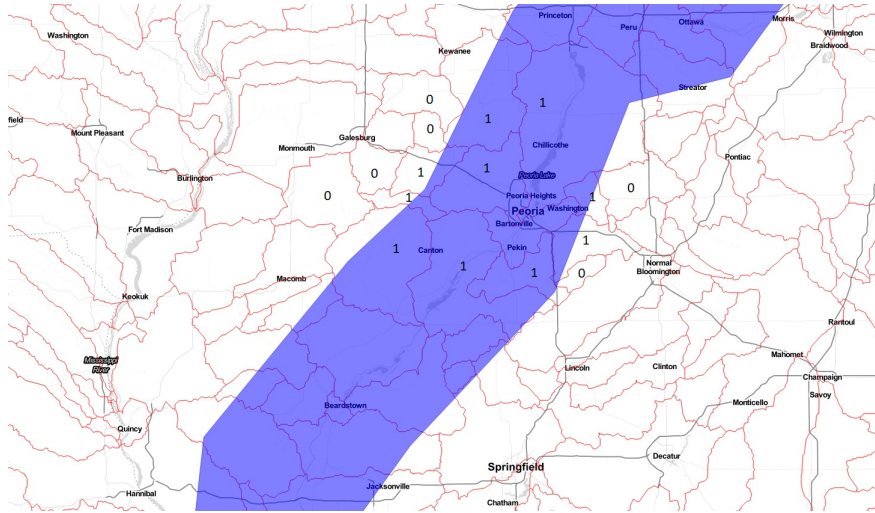 Princeton
Morris
Peru
Ottawa
Washington
Wilmington
Kewanee
Braidwood
Streator
0
1
1
field
Mount Pleasant
0
Galesburg
Monmouth
Chillicothe
Pontiac
1
0
1
Peoria Lake
Burlington
0
1
Peoria Heights
1
0
Washington
Peoria
Bartonville
Fort Madison
1
Canton
Pekin
1
Normal
Bloomington
Macomb
1
1
0
Keokuk
Rantoul
Mississippi
River
Mahomet
Lincoln
Clinton
Champaign
Savoy
Beardstown
Monticello
Quincy
Decatur
Springfield
Jacksonville
Hannibal
Chatham